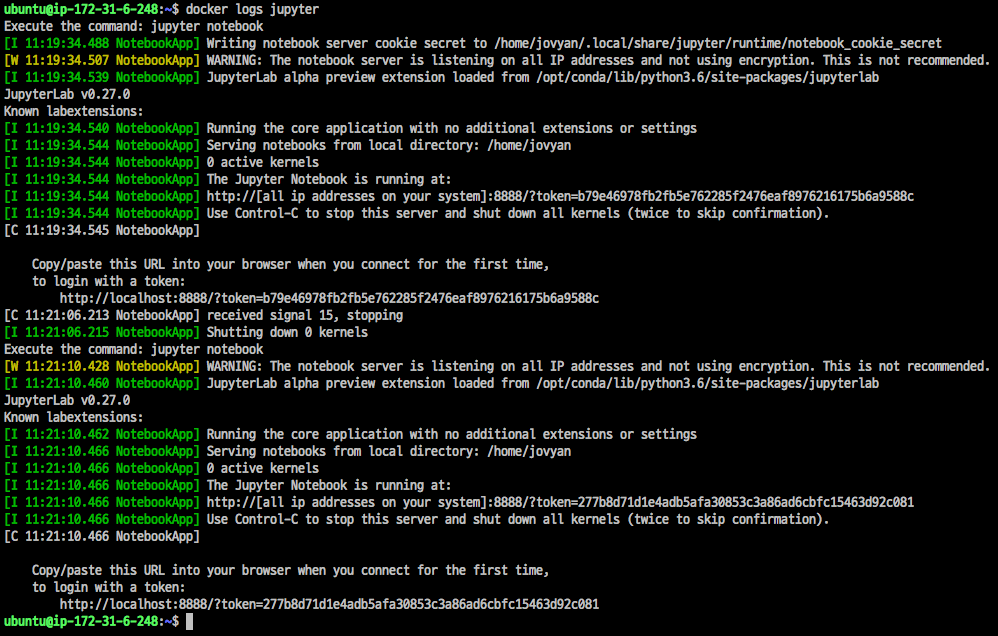 ubuntu@ip-172-31-6-248:~$ docker logs jupyter
Execute the command: jupyter notebook
[I 11:19:34.488 NotebookApp] Writing notebook server cookie secret to /home/jovyan/.local/share/jupyter/runtime/notebook_cookie_secret
[W 11:19:34.507 NotebookApp] WARNING: The notebook server is listening on all IP addresses and not using encryption. This is not recommended.
[I 11:19:34.539 NotebookApp] JupyterLab alpha preview extension loaded from /opt/conda/lib/python3.6/site-packages/jupyterlab
JupyterLab v0.27.0
Known labextensions:
[I 11:19:34.540 NotebookApp] Running the core application with no additional extensions or settings
[I 11:19:34.544 NotebookApp] Serving notebooks from local directory: /home/jovyan
[I 11:19:34.544 NotebookApp] 0 active kernels
[I 11:19:34.544 NotebookApp] The Jupyter Notebook is running at:
[I 11:19:34.544 NotebookApp] http://[all ip addresses on your system]:8888/?token=b79e46978fb2fb5e762285f2476eaf8976216175b6a9588c
[I 11:19:34.544 NotebookApp] Use Control-C to stop this server and shut down all kernels (twice to skip confirmation).
[C 11:19:34.545 NotebookApp]
Copy/paste this URL into your browser when you connect for the first time,
to login with a token:
http://localhost:8888/?token=b79e46978fb2fb5e762285f2476eaf8976216175b6a9588c
[C 11:21:06.213 NotebookApp] received signal 15, stopping
[I 11:21:06.215 NotebookApp] Shutting down 0 kernels
Execute the command: jupyter notebook
[W 11:21:10.428 NotebookApp] WARNING: The notebook server is listening on all IP addresses and not using encryption. This is not recommended.
[I 11:21:10.460 NotebookApp] JupyterLab alpha preview extension loaded from /opt/conda/lib/python3.6/site-packages/jupyterlab
JupyterLab v0.27.0
Known labextensions:
[I 11:21:10.462 NotebookApp] Running the core application with no additional extensions or settings
[I 11:21:10.466 NotebookApp] Serving notebooks from local directory: /home/jovyan
[I 11:21:10.466 NotebookApp] 0 active kernels
[I 11:21:10.466 NotebookApp] The Jupyter Notebook is running at:
[I 11:21:10.466 NotebookApp] http://[all ip addresses on your system]:8888/?token=277b8d71d1e4adb5afa30853c3a86ad6cbfc15463d92c081
[I 11:21:10.466 NotebookApp] Use Control-C to stop this server and shut down all kernels (twice to skip confirmation).
[C 11:21:10.466 NotebookApp]
Copy/paste this URL into your browser when you connect for the first time,
to login with a token:
http://localhost:8888/?token=277b8d71d1e4adb5afa30853c3a86ad6cbfc15463d92c081
ubuntu@ip-172-31-6-248:~$